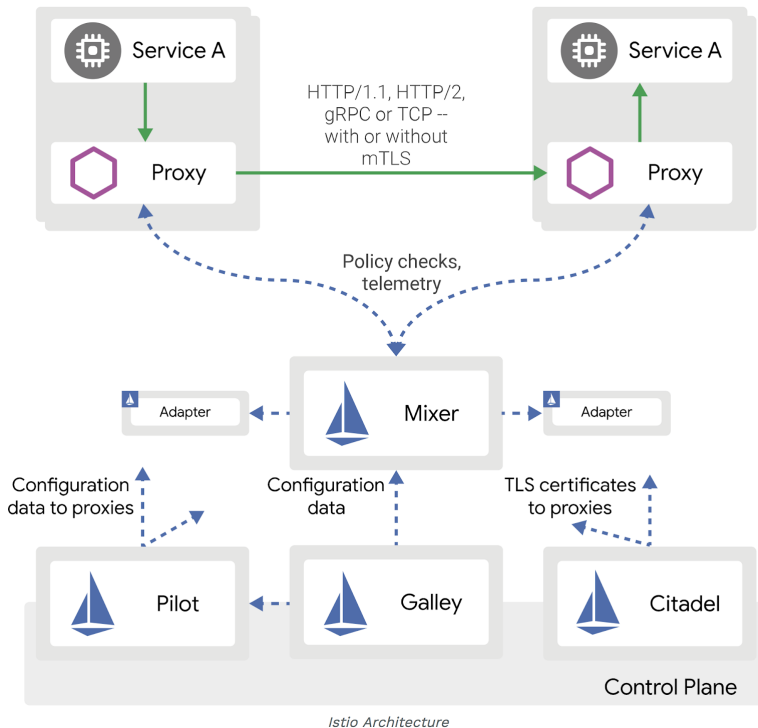 Service A
Service A
HTTP/1.1, HTTP/2,
gRPC or TCP --
with or without
mTLS
Proxy
Proxy
Policy checks,
telemetry
Adapter
Mixer
Adapter
Configuration
data to proxies
Configuration
data
TLS certificates
to proxies
Pilot
Galley
Citadel
Control Plane
Istio Architecture